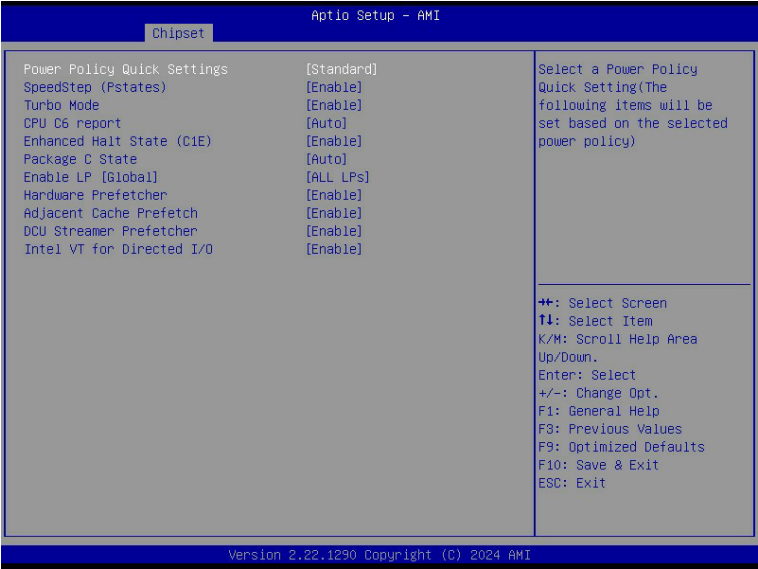 Aptio Setup - AMI
Chipset
Power Policy Quick Settings [Standard]
SpeedStep (Pstates) [Enable]
Turbo Mode [Enable]
CPU C6 report [Auto]
Enhanced Halt State (C1E) [Enable]
Package C State [Auto]
Enable LP [Global] [ALL LPs]
Hardware Prefetcher [Enable]
Adjacent Cache Prefetch [Enable]
DCU Streamer Prefetcher [Enable]
Intel VT for Directed I/O [Enable]
Select a Power Policy
Quick Setting(The
following items will be
set based on the selected
power policy)
→←: Select Screen
↑↓: Select Item
K/M: Scroll Help Area
Up/Down.
Enter: Select
+/-: Change Opt.
F1: General Help
F3: Previous Values
F9: Optimized Defaults
F10: Save & Exit
ESC: Exit
Version 2.22.1290 Copyright (C) 2024 AMI